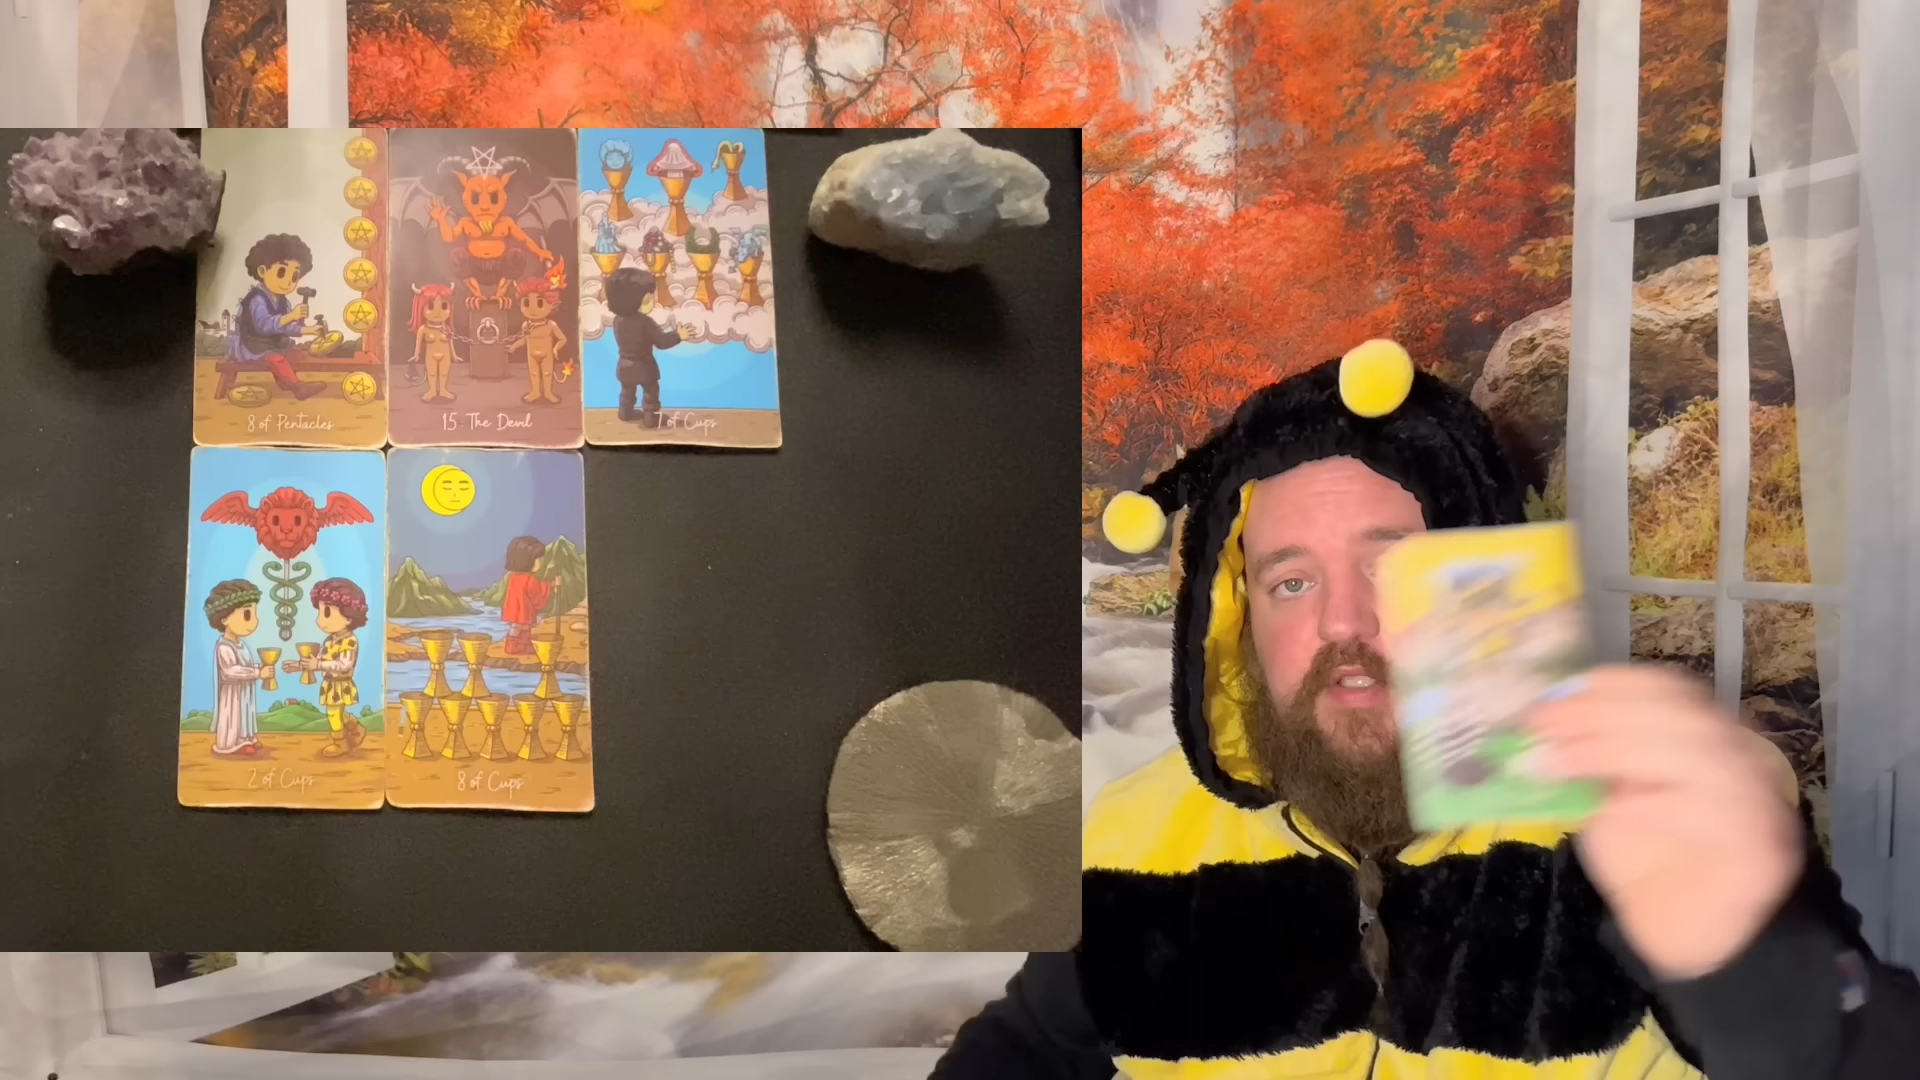 8 of Pentacles
15. The Devil
7 of Cups
2 of Cups
8 of Cups